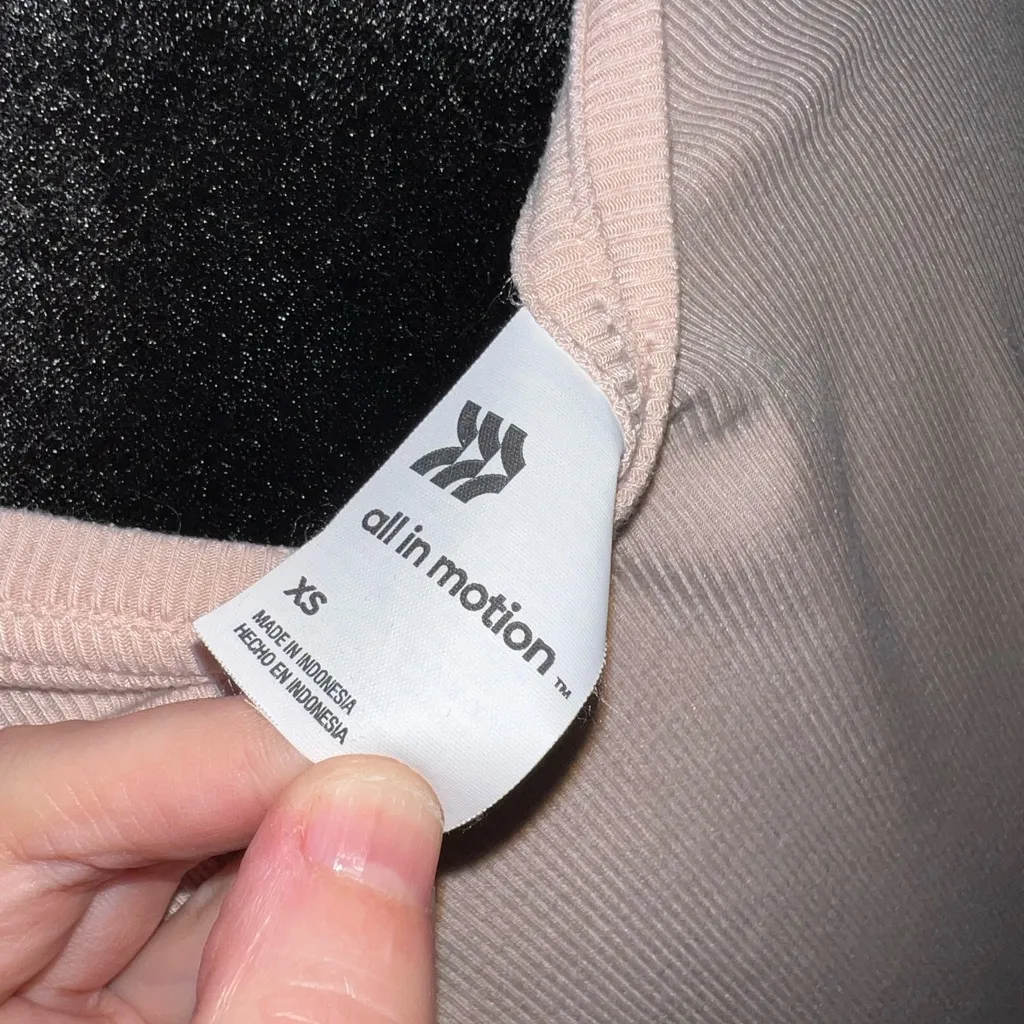 all in motion™
XS
MADE IN INDONESIA
HECHO EN INDONESIA